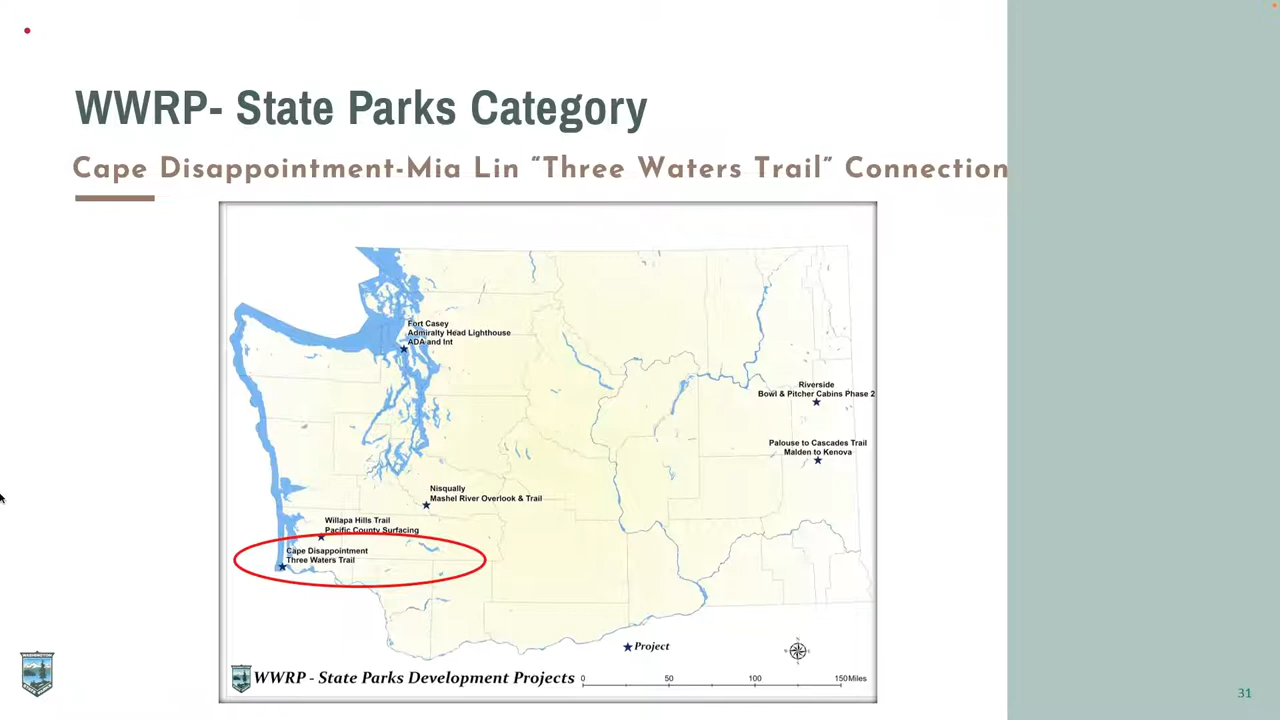 WWRP- State Parks Category
Cape Disappointment-Mia Lin “Three Waters Trail” Connection
Fort Casey
Admiralty Head Lighthouse
ADA and Int
Riverside
Bowl & Pitcher Cabins Phase 2
Palouse to Cascades Trail
Malden to Kenova
Nisqually
Mashel River Overlook & Trail
Willapa Hills Trail
Pacific County Surfacing
Cape Disappointment
Three Waters Trail
Project
WWRP - State Parks Development Projects
0 50 100 150 Miles
31